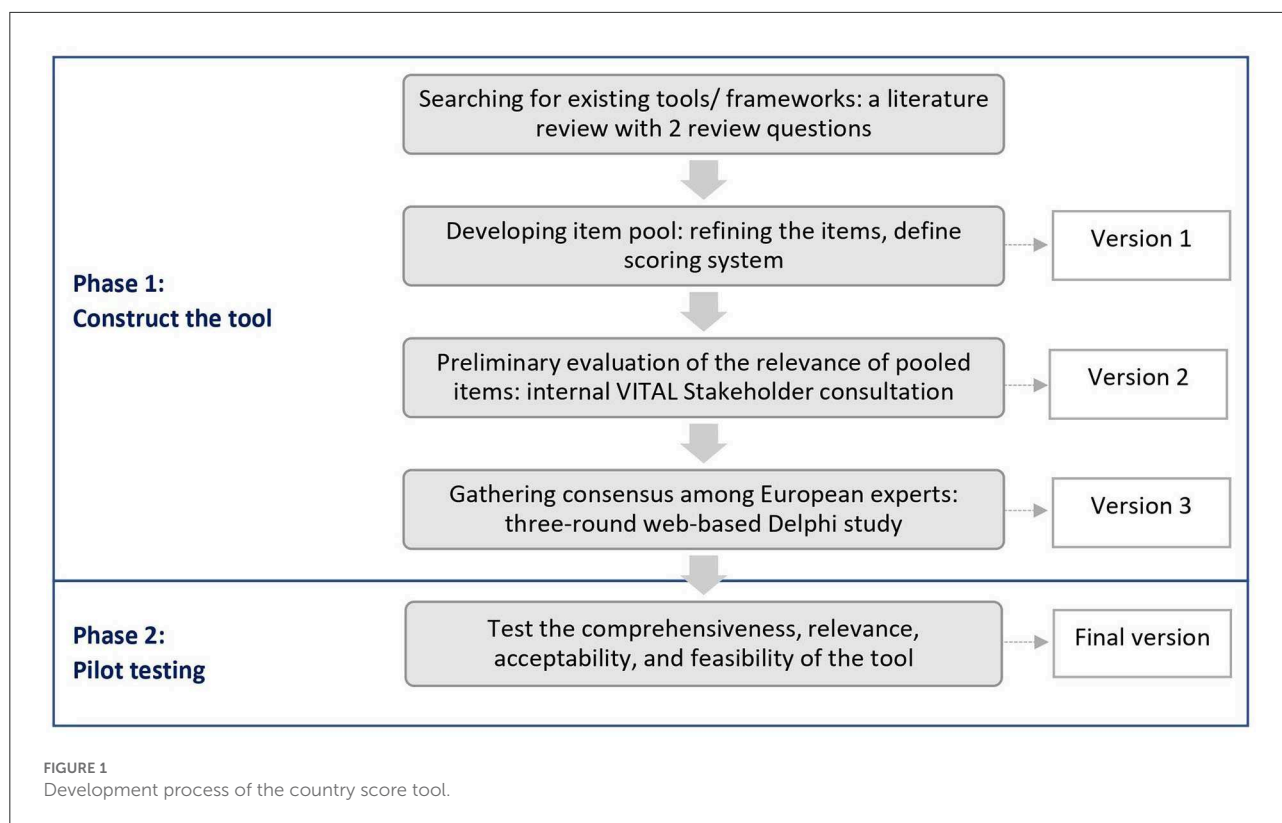 Searching for existing tools/ frameworks: a literature
review with 2 review questions
Developing item pool: refining the items, define
scoring system
Version 1
Phase 1:
Construct the tool
Preliminary evaluation of the relevance of pooled
items: internal VITAL Stakeholder consultation
Version 2
Gathering consensus among European experts:
three-round web-based Delphi study
Version 3
Phase 2:
Pilot testing
Test the comprehensiveness, relevance,
acceptability, and feasibility of the tool
Final version
FIGURE 1
Development process of the country score tool.